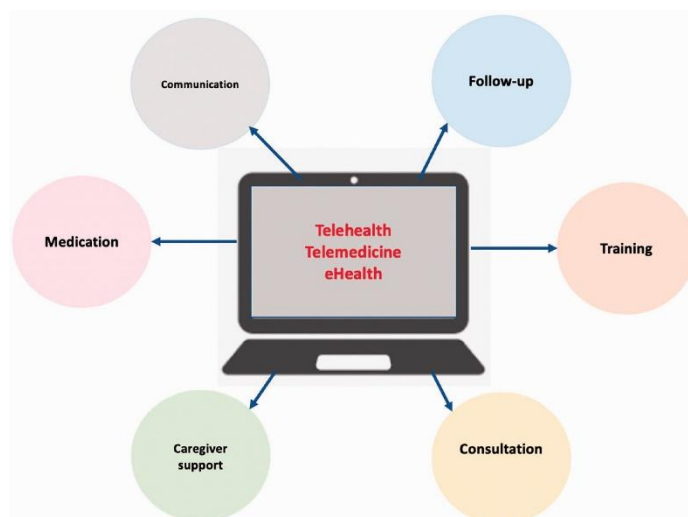 Communication
Follow-up
Medication
Telehealth
Telemedicine
eHealth
Training
Caregiver
support
Consultation